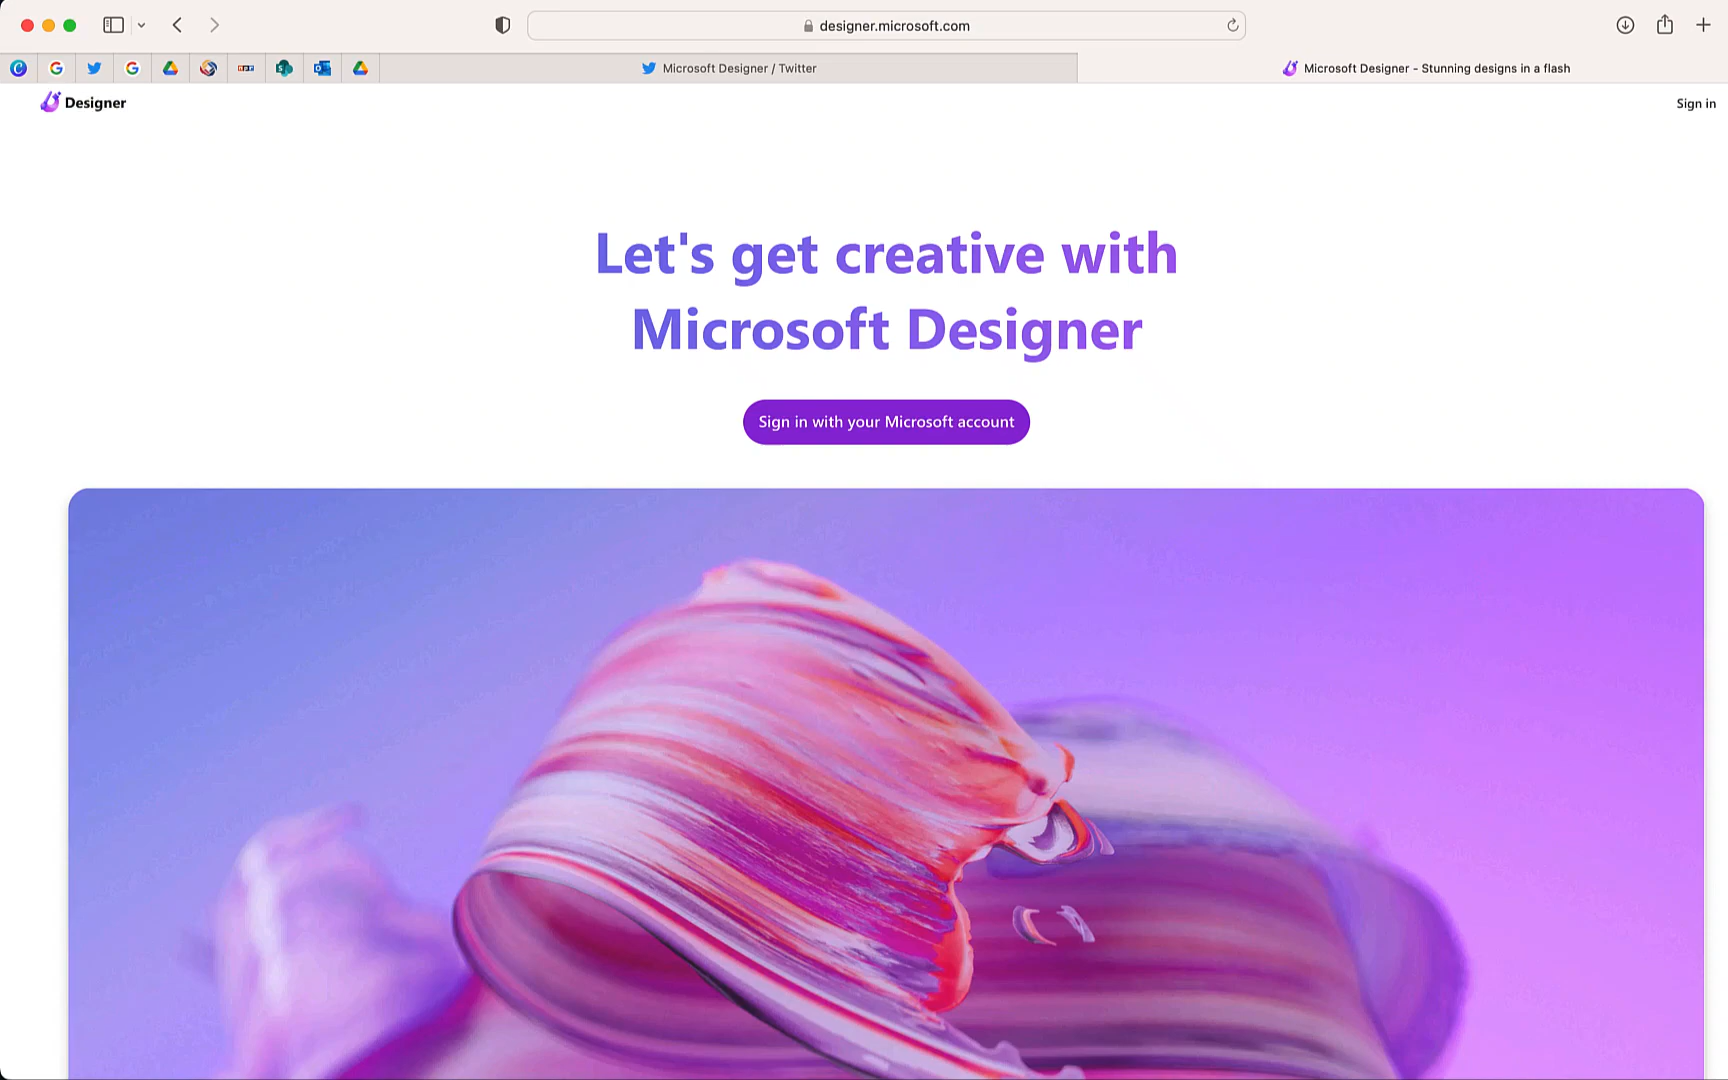 designer.microsoft.com
npr
Microsoft Designer / Twitter
Microsoft Designer - Stunning designs in a flash
Designer
Sign in
Let's get creative with
Microsoft Designer
Sign in with your Microsoft account